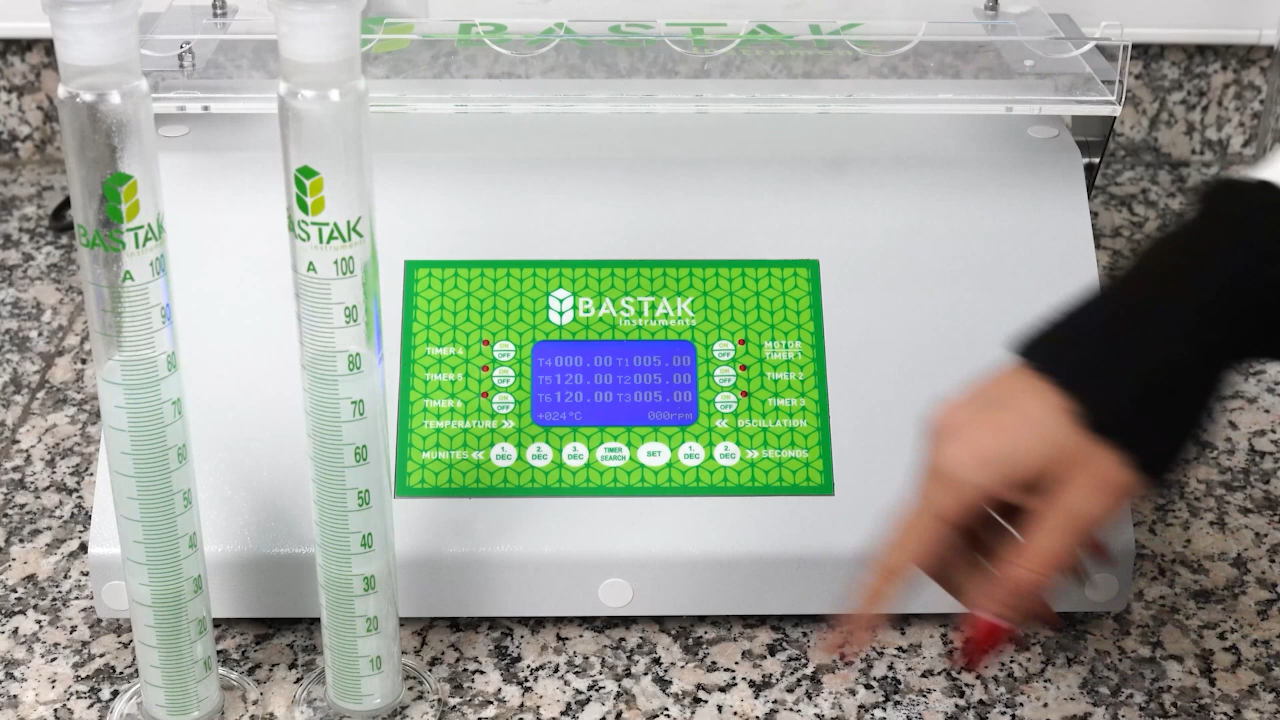 BASTAK
BASTAK
instruments
A 100
90
80
70
60
50
40
30
20
10
BASTAK
instruments
A 100
90
80
70
60
50
40
30
20
10
BASTAK
instruments
TIMER 4 ON OFF
TIMER 5 ON OFF
TIMER 6 ON OFF
TEMPERATURE »
T4 000.00 T1 005.00
T5 120.00 T2 005.00
T6 120.00 T3 005.00
+024°C 000rpm
ON OFF MOTOR TIMER 1
ON OFF TIMER 2
ON OFF TIMER 3
« OSCILLATION
MUNITES « 1. DEC 2. DEC 3. DEC TIMER SEARCH SET 1. DEC 2. DEC » SECONDS